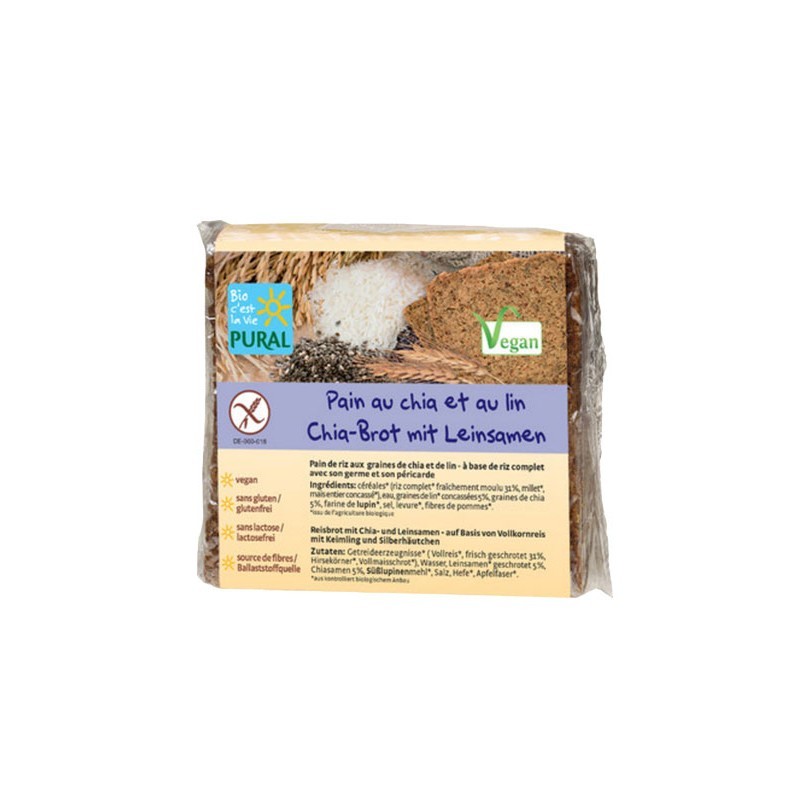 Bio
c'est
la Vie
PURAL
Vegan
Pain au chia et au lin
Chia-Brot mit Leinsamen
DE-003-018
vegan
sans gluten/
glutenfrei
sans lactose/
lactosefrei
source de fibres/
Ballaststoffquelle
Pain de riz aux graines de chia et de lin - à base de riz complet
avec son germe et son péricarde
Ingrédients: céréales* (riz complet* fraîchement moulu 31%, millet*,
maïs entier concassé*), eau, graines de lin* concassées 5%, graines de chia
5%, farine de lupin*, sel, levure*, fibres de pommes*.
*issu de l'agriculture biologique
Reisbrot mit Chia- und Leinsamen - auf Basis von Vollkornreis
mit Keimling und Silberhäutchen
Zutaten: Getreideerzeugnisse* ( Vollreis*, frisch geschrotet 31%,
Hirsekörner*, Vollmaisschrot*), Wasser, Leinsamen* geschrotet 5%,
Chiasamen 5%, Süßlupinenmehl*, Salz, Hefe*, Apfelfaser*.
*aus kontrolliert biologischem Anbau